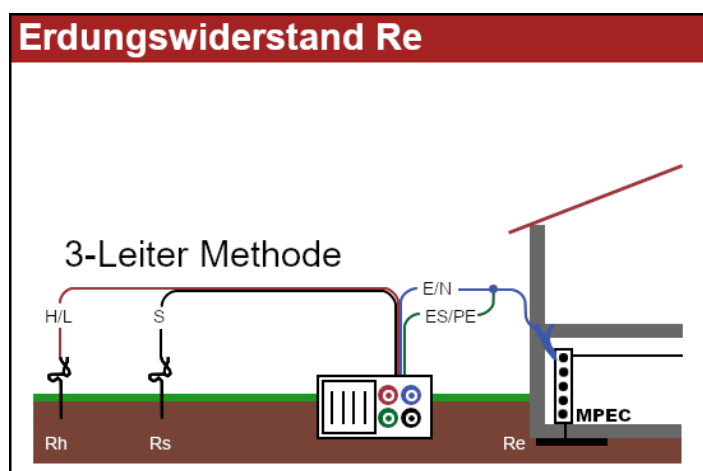 Erdungswiderstand Re
3-Leiter Methode
E/N
H/L
S
ES/PE
MPEC
Rh
Rs
Re